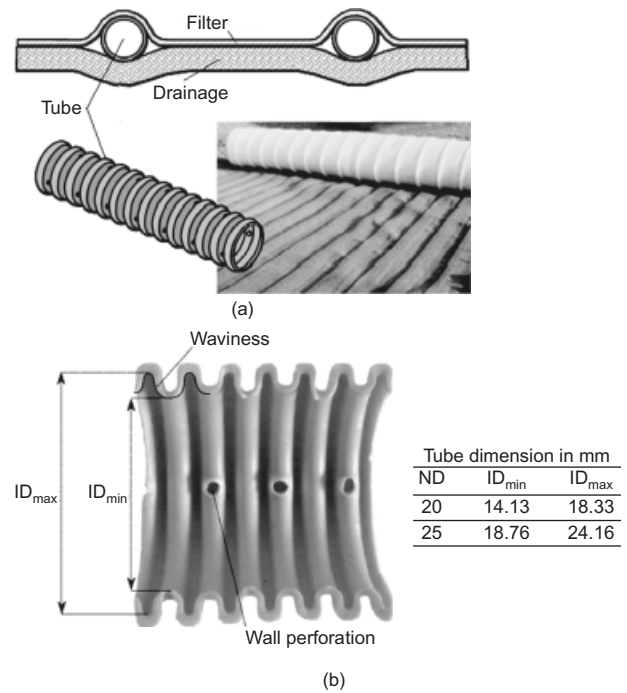 Filter
Drainage
Tube
(a)
Waviness
ID_max
ID_min
Tube dimension in mm
ND ID_min ID_max
20 14.13 18.33
25 18.76 24.16
Wall perforation
(b)